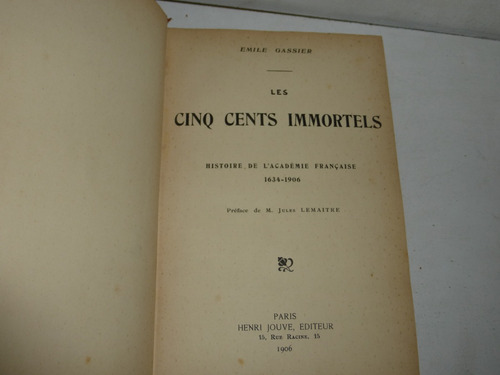 ÉMILE GASSIER
LES
CINQ CENTS IMMORTELS
HISTOIRE DE L'ACADÉMIE FRANÇAISE
1634-1906
Préface de M. Jules LEMAITRE
PARIS
HENRI JOUVE, EDITEUR
15, Rue Racine, 15
1906